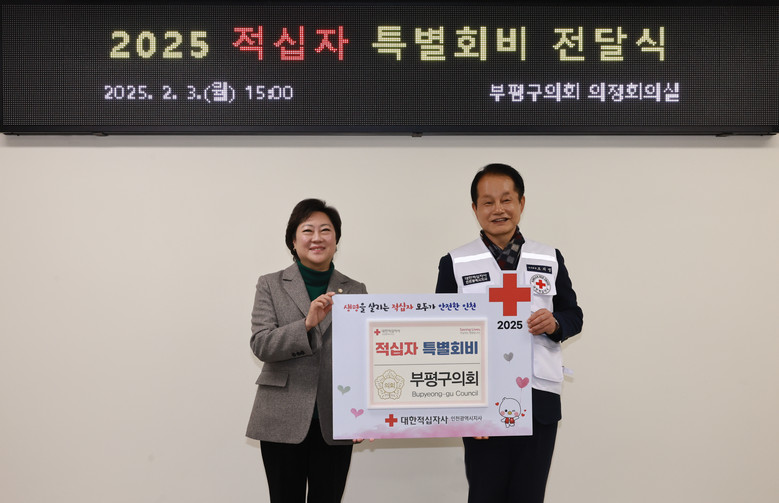 2025 적십자 특별회비 전달식
2025. 2. 3.(월) 15:00
부평구의회 의정회의실
생명을 살리는 적십자 모두가 안전한 인천
2025
적십자 특별회비
의회
부평구의회
Bupyeong-gu Council
대한적십자사 인천광역시지사